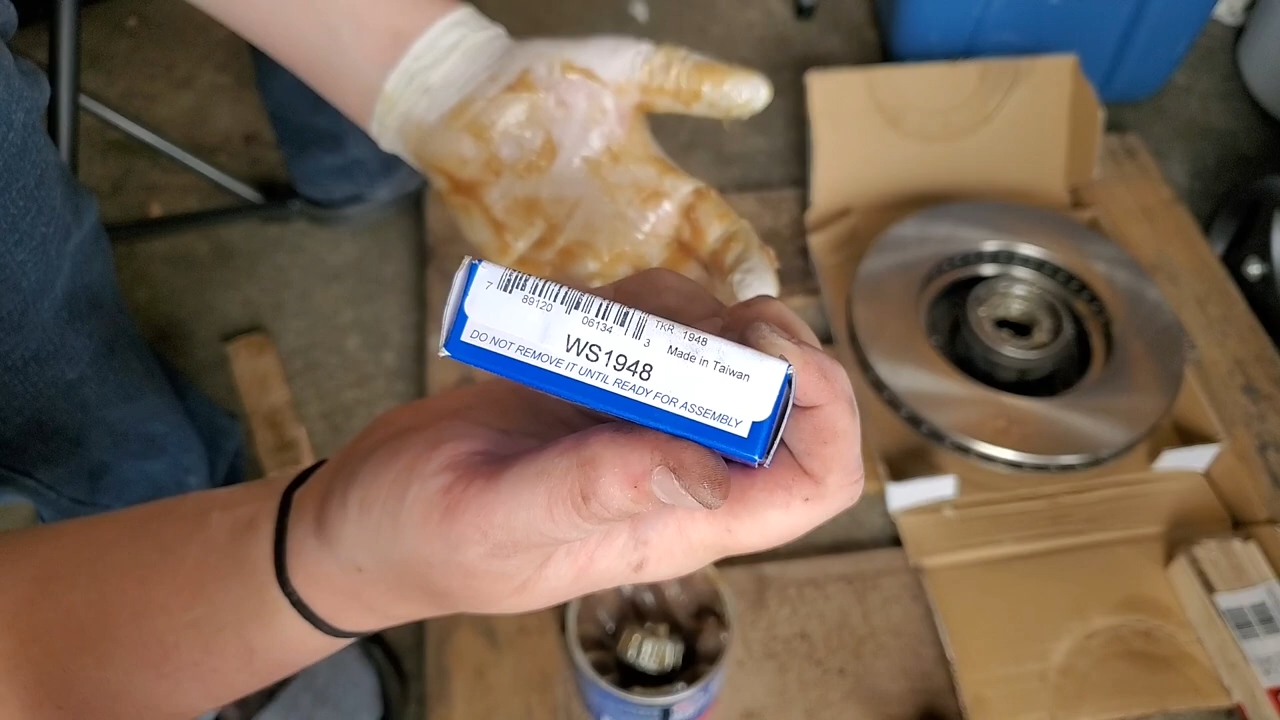 7 89120 06134 3
TKR 1948
WS1948
Made in Taiwan
DO NOT REMOVE IT UNTIL READY FOR ASSEMBLY